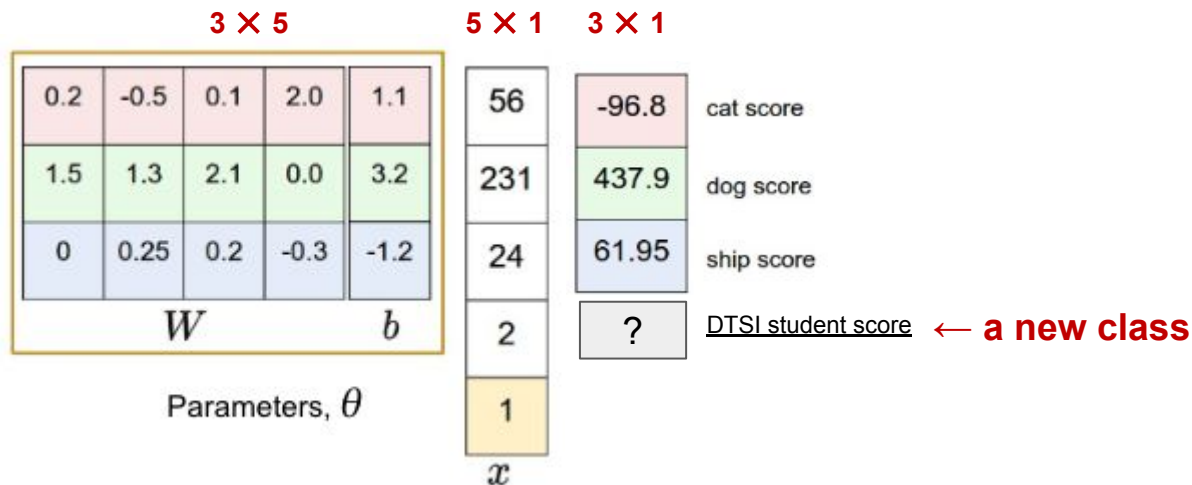 3 × 5 5 × 1 3 × 1
0.2 -0.5 0.1 2.0 1.1 56 -96.8 cat score
1.5 1.3 2.1 0.0 3.2 231 437.9 dog score
0 0.25 0.2 -0.3 -1.2 24 61.95 ship score
W b 2 ? DTSI student score ← a new class
Parameters, θ 1
x